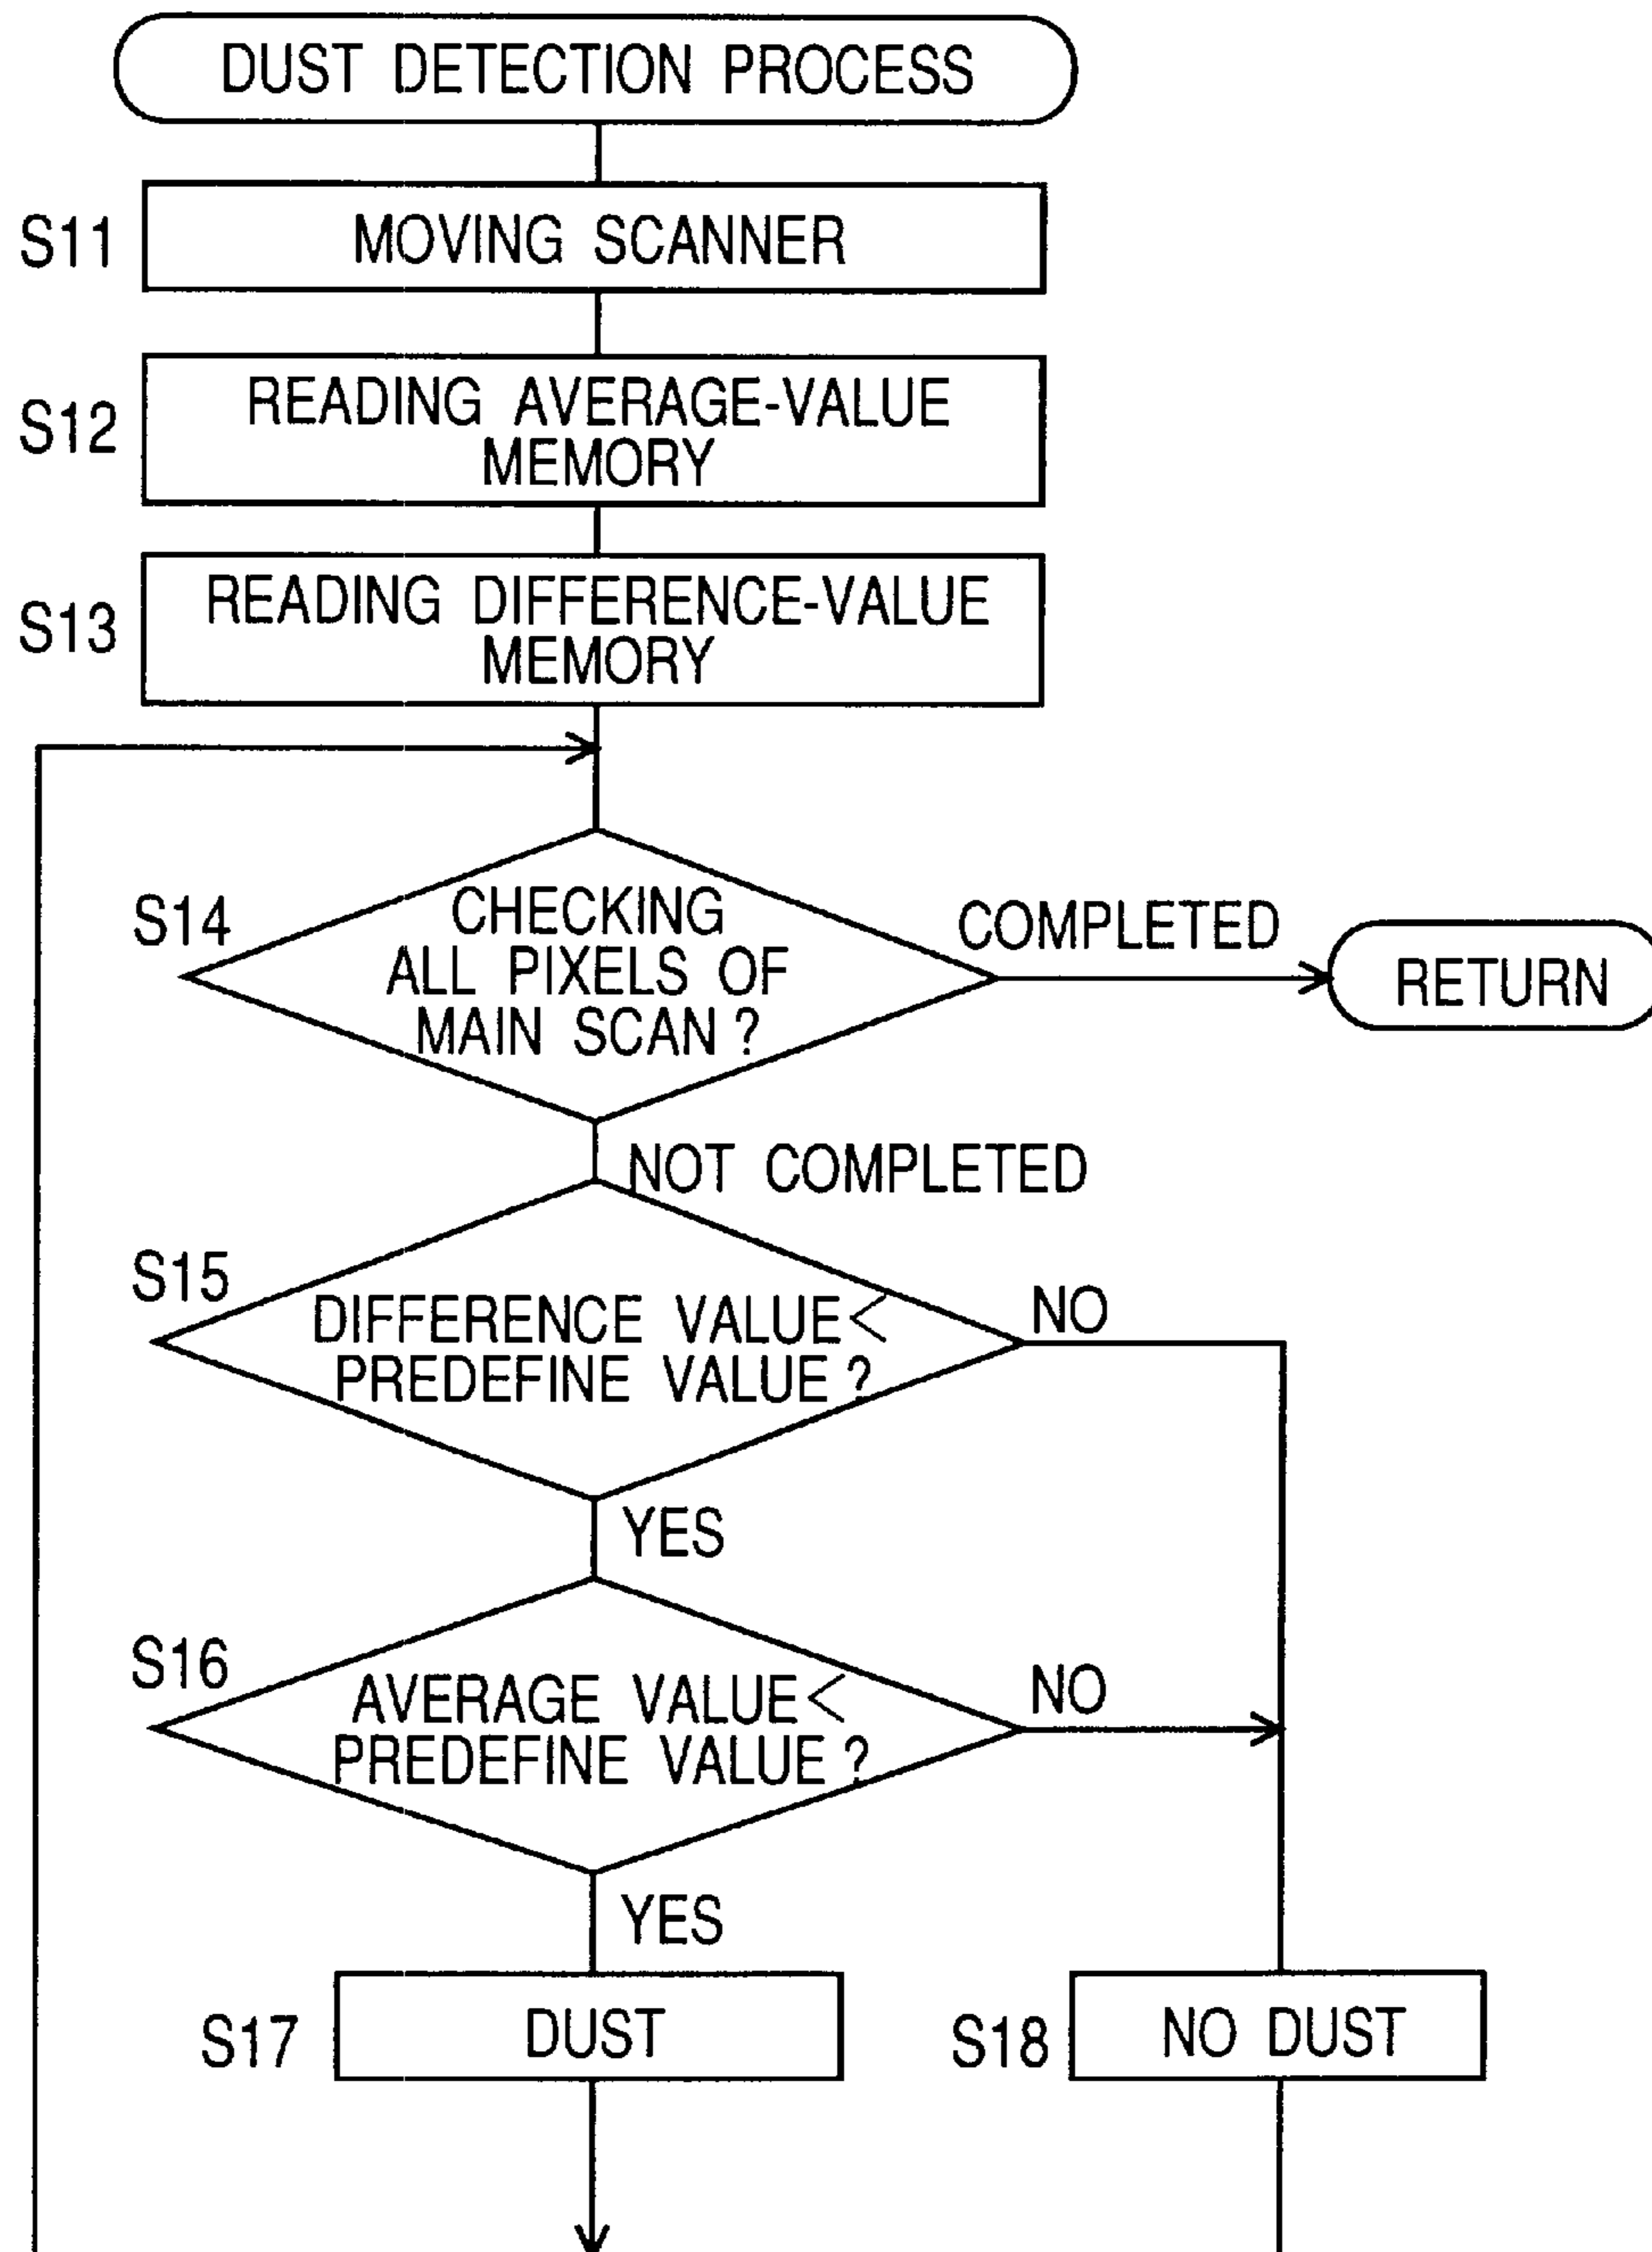 DUST DETECTION PROCESS
S11
MOVING SCANNER
S12
READING AVERAGE-VALUE
MEMORY
S13
READING DIFFERENCE-VALUE
MEMORY
S14
CHECKING
ALL PIXELS OF
MAIN SCAN ?
COMPLETED
RETURN
NOT COMPLETED
S15
DIFFERENCE VALUE <
PREDEFINE VALUE ?
NO
YES
S16
AVERAGE VALUE <
PREDEFINE VALUE ?
NO
YES
S17
DUST
S18
NO DUST